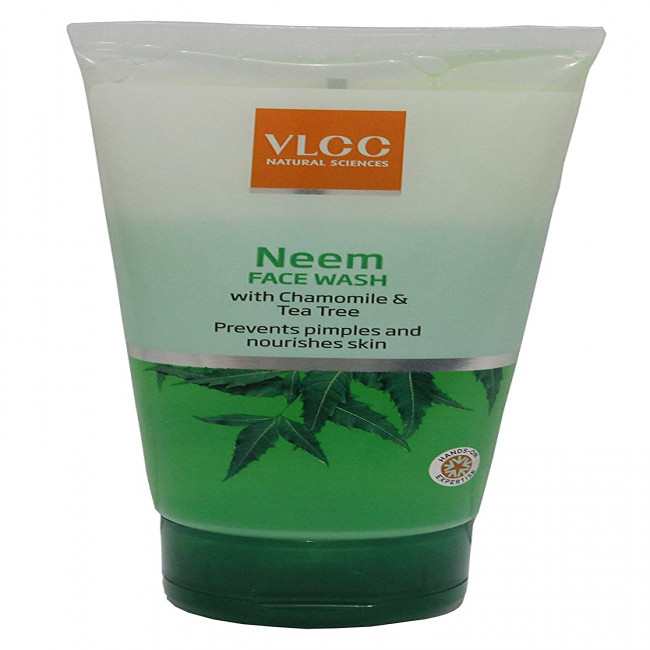 VLCC
NATURAL SCIENCES
Neem
FACE WASH
with Chamomile &
Tea Tree
Prevents pimples and
nourishes skin
HANDS-ON
EXPERTISE